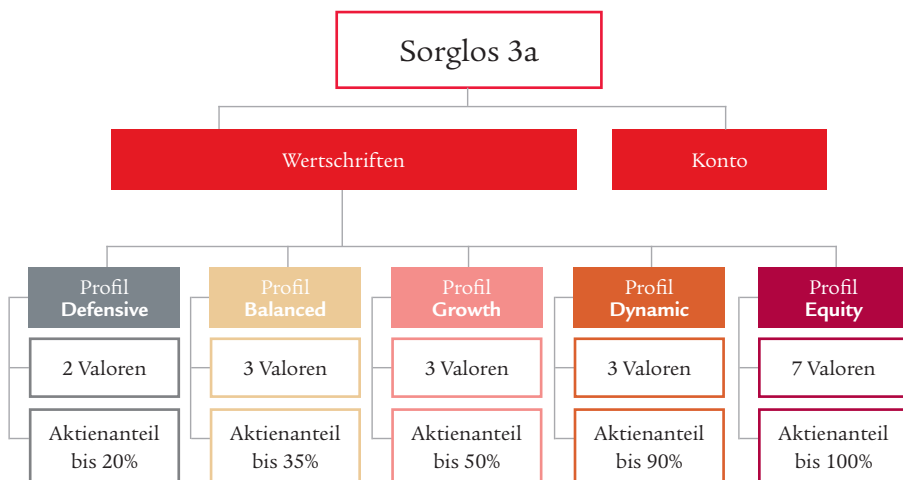 Sorglos 3a
Wertschriften
Konto
Profil
Defensive
2 Valoren
Aktienanteil
bis 20%
Profil
Balanced
3 Valoren
Aktienanteil
bis 35%
Profil
Growth
3 Valoren
Aktienanteil
bis 50%
Profil
Dynamic
3 Valoren
Aktienanteil
bis 90%
Profil
Equity
7 Valoren
Aktienanteil
bis 100%